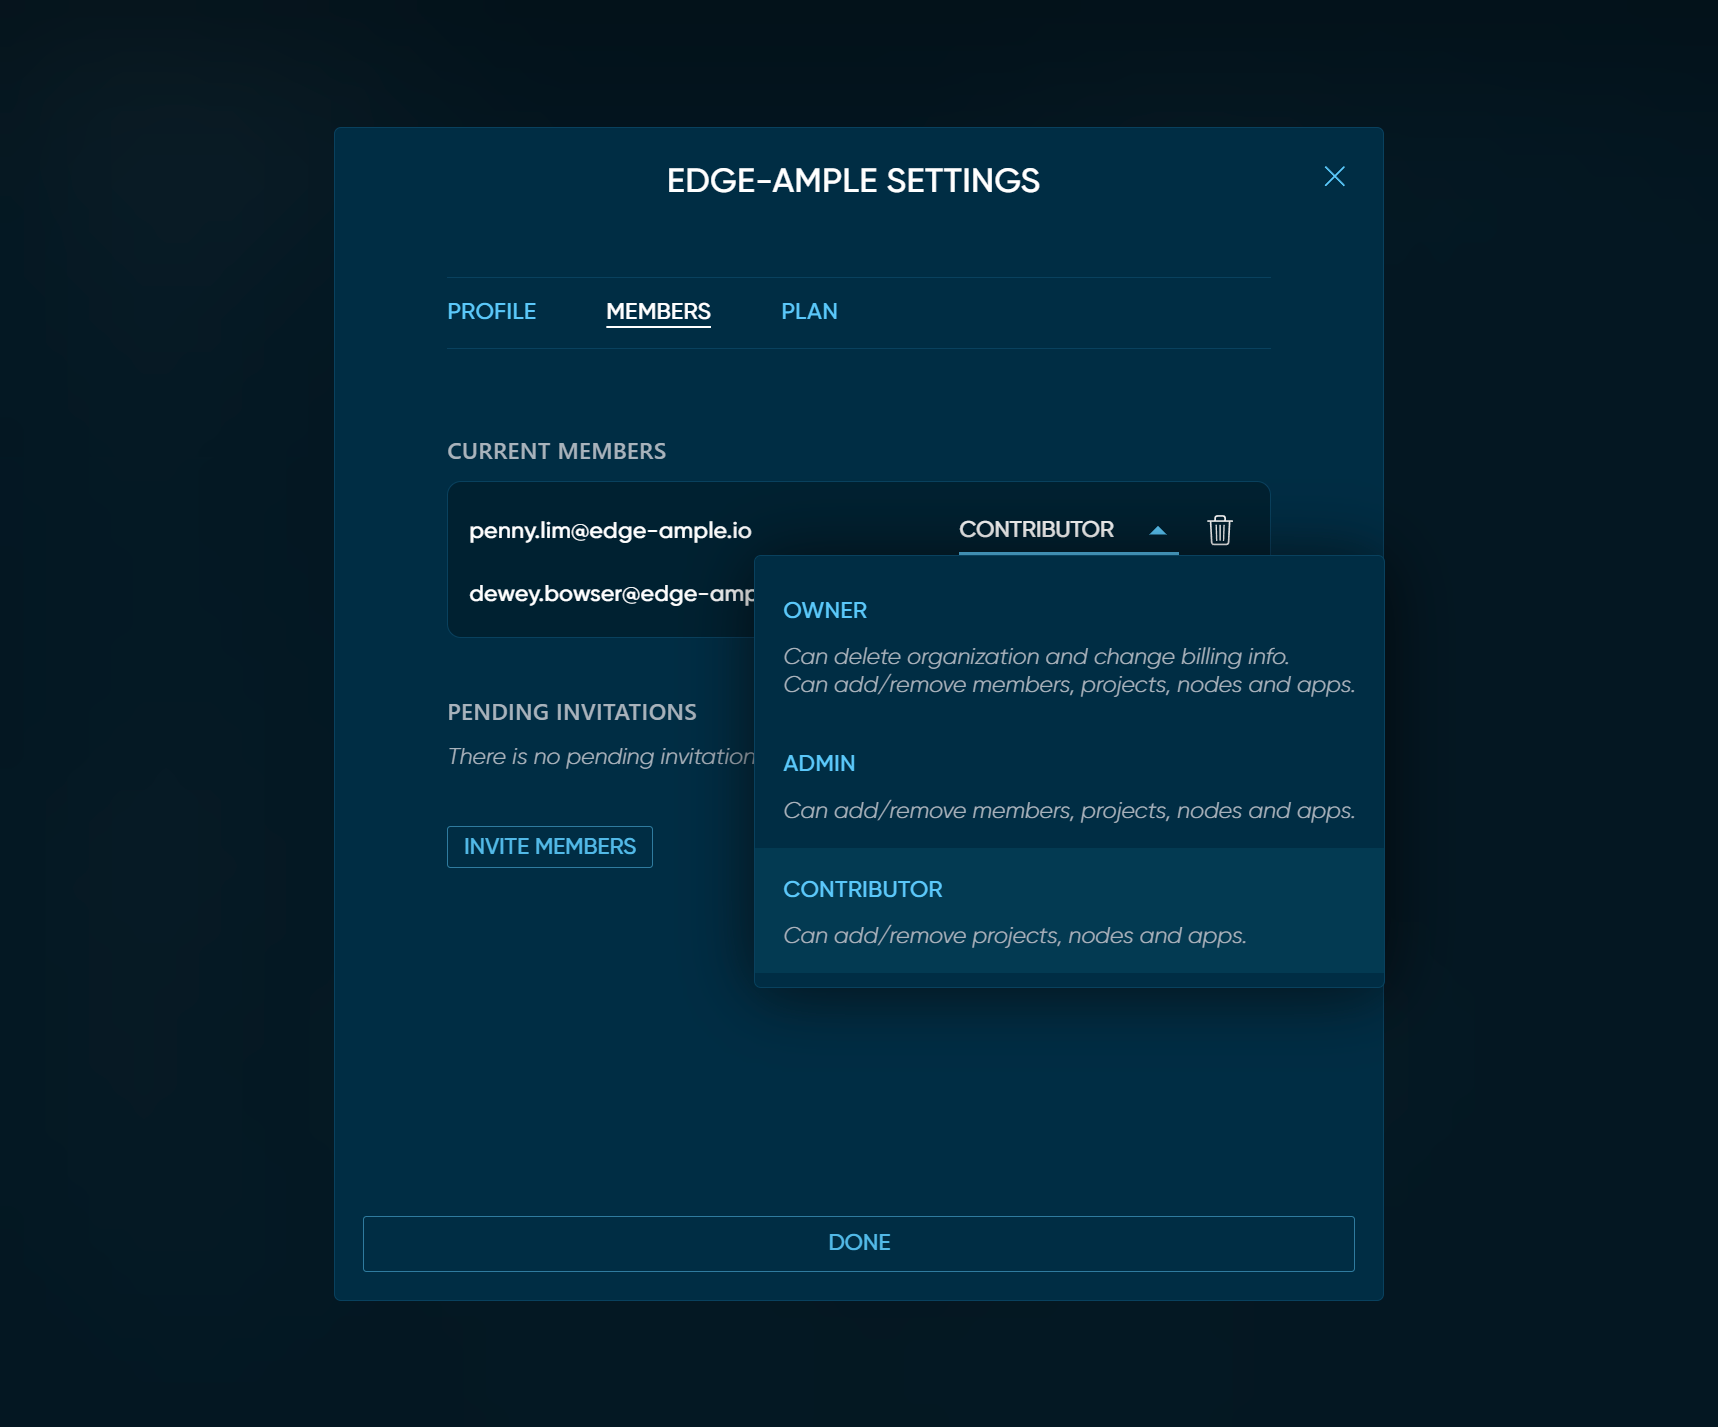 EDGE-AMPLE SETTINGS
PROFILE MEMBERS PLAN
CURRENT MEMBERS
penny.lim@edge-ample.io CONTRIBUTOR
dewey.bowser@edge-amp
OWNER
Can delete organization and change billing info.
Can add/remove members, projects, nodes and apps.
ADMIN
Can add/remove members, projects, nodes and apps.
CONTRIBUTOR
Can add/remove projects, nodes and apps.
PENDING INVITATIONS
There is no pending invitation
INVITE MEMBERS
DONE